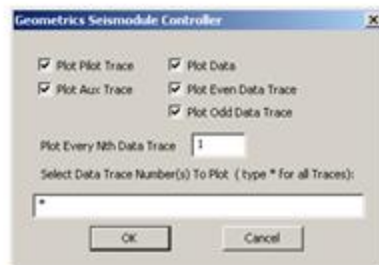 Geometrics Seismodule Controller
Plot Pilot Trace
Plot Data
Plot Aux Trace
Plot Even Data Trace
Plot Odd Data Trace
Plot Every Nth Data Trace 1
Select Data Trace Number(s) To Plot ( type * for all Traces):
*
OK
Cancel